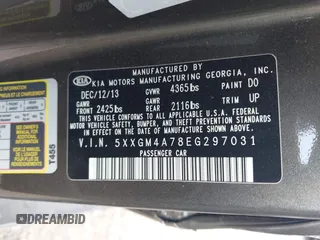 MANUFACTURED BY
KIA KIA MOTORS MANUFACTURING GEORGIA, INC.
DEC/12/13 GVWR 4365lbs PAINT D0
GAWR FRONT 2425lbs GAWR REAR 2116lbs TRIM UP
THIS VEHICLE CONFORMS TO ALL APPLICABLE
U.S.A. FEDERAL MOTOR VEHICLE
SAFETY, BUMPER, AND THEFT PREVENTION
STANDARDS IN EFFECT ON THE DATE OF
MANUFACTURE SHOWN ABOVE.
V.I.N. 5XXGM4A78EG297031
PASSENGER CAR
T455
DREAMBID